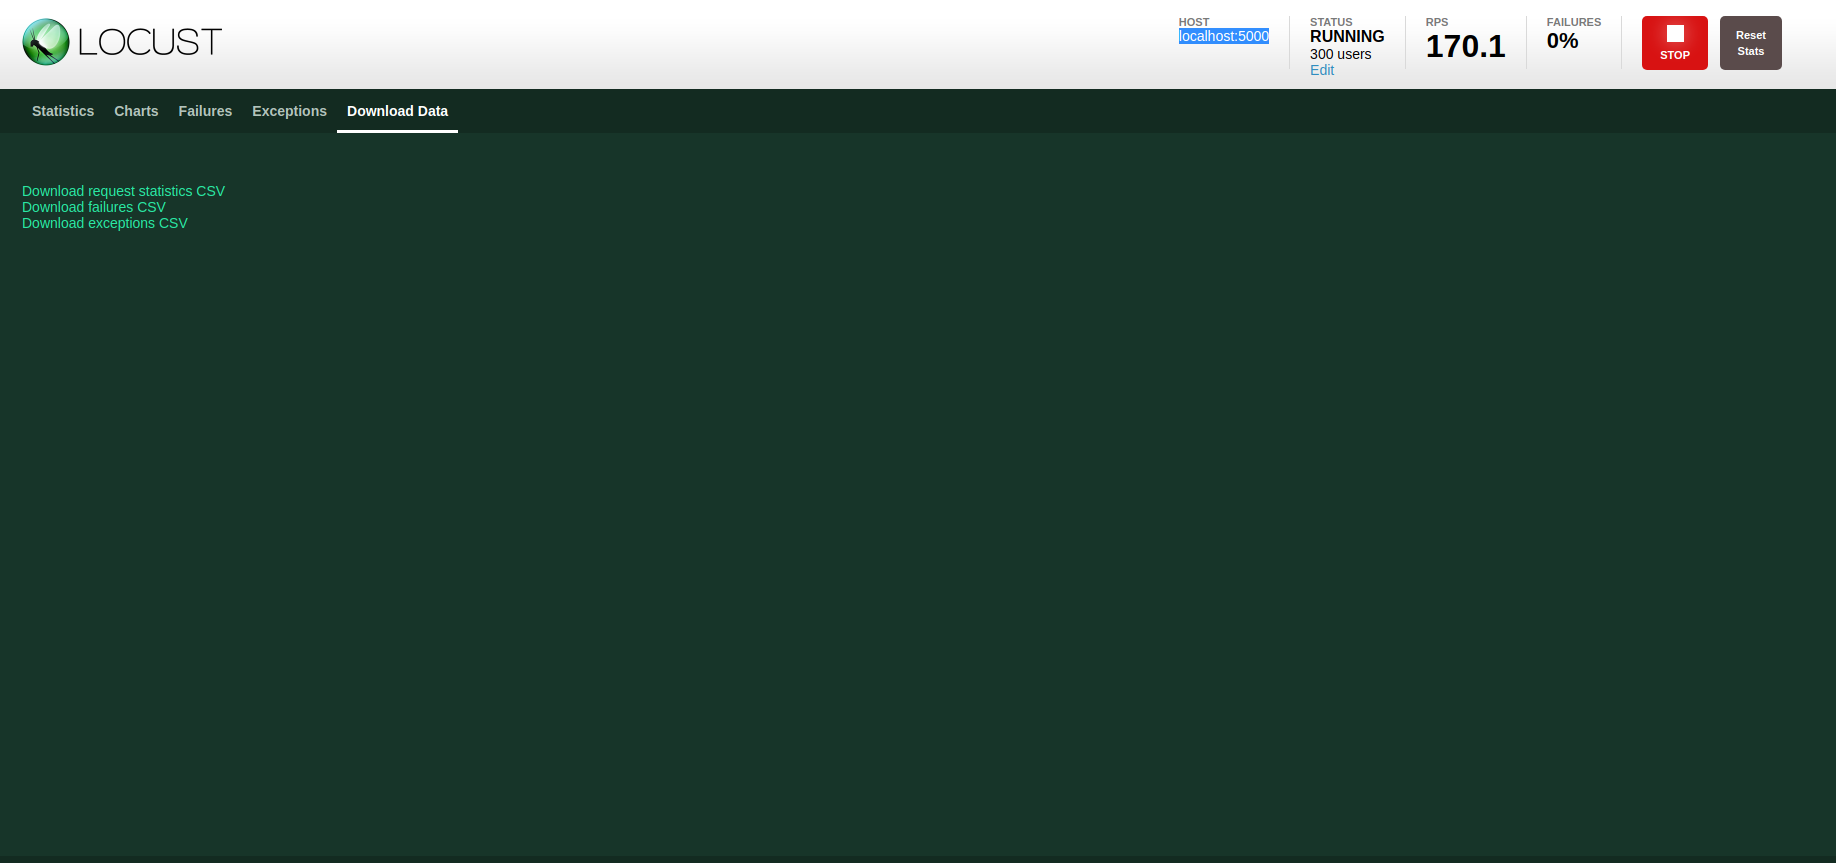 LOCUST
HOST
localhost:5000
STATUS
RUNNING
300 users
Edit
RPS
170.1
FAILURES
0%
STOP
Reset
Stats
Statistics Charts Failures Exceptions Download Data
Download request statistics CSV
Download failures CSV
Download exceptions CSV